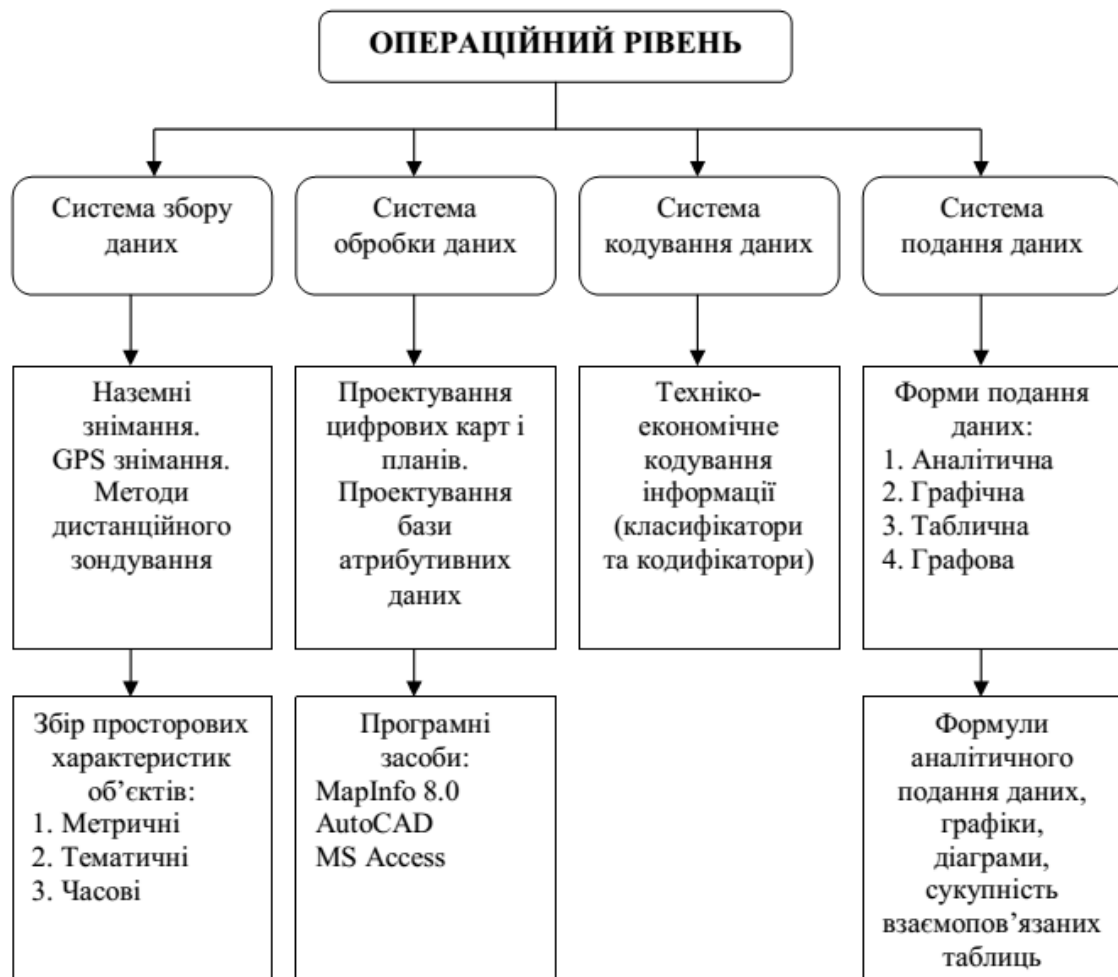 ОПЕРАЦІЙНИЙ РІВЕНЬ
Система збору
даних
Система
обробки даних
Система
кодування даних
Система
подання даних
Наземні
знімання.
GPS знімання.
Методи
дистанційного
зондування
Проектування
цифрових карт і
планів.
Проектування
бази
атрибутивних
даних
Техніко-
економічне
кодування
інформації
(класифікатори
та кодифікатори)
Форми подання
даних:
1. Аналітична
2. Графічна
3. Таблична
4. Графова
Збір просторових
характеристик
об’єктів:
1. Метричні
2. Тематичні
3. Часові
Програмні
засоби:
MapInfo 8.0
AutoCAD
MS Access
Формули
аналітичного
подання даних,
графіки,
діаграми,
сукупність
взаємопов’язаних
таблиць